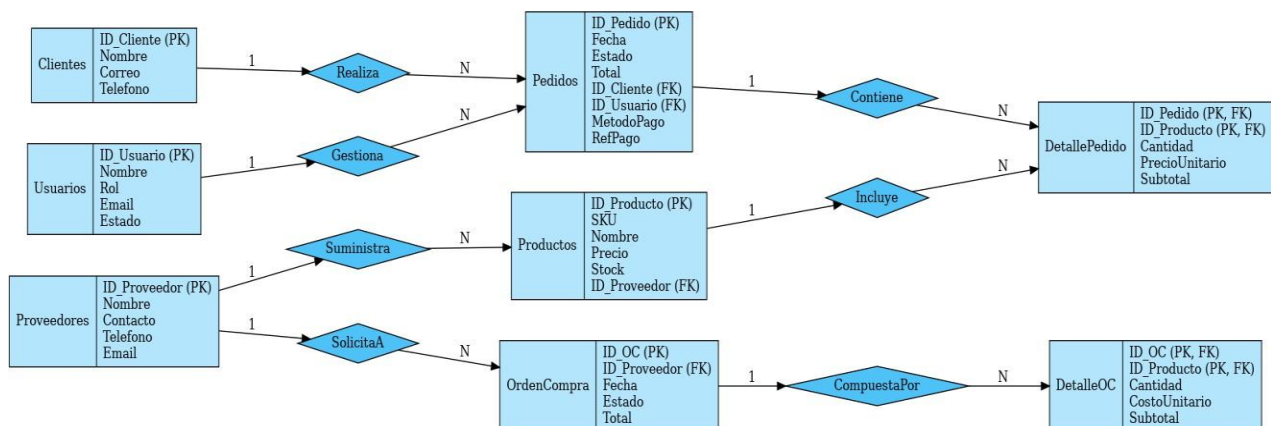 Clientes
ID_Cliente (PK)
Nombre
Correo
Telefono
1
Realiza
N
Pedidos
ID_Pedido (PK)
Fecha
Estado
Total
ID_Cliente (FK)
ID_Usuario (FK)
MetodoPago
RefPago
1
Contiene
N
DetallePedido
ID_Pedido (PK, FK)
ID_Producto (PK, FK)
Cantidad
PrecioUnitario
Subtotal
Usuarios
ID_Usuario (PK)
Nombre
Rol
Email
Estado
1
Gestiona
N
Proveedores
ID_Proveedor (PK)
Nombre
Contacto
Telefono
Email
1
Suministra
N
Productos
ID_Producto (PK)
SKU
Nombre
Precio
Stock
ID_Proveedor (FK)
1
Incluye
N
1
SolicitaA
N
OrdenCompra
ID_OC (PK)
ID_Proveedor (FK)
Fecha
Estado
Total
1
CompuestaPor
N
DetalleOC
ID_OC (PK, FK)
ID_Producto (PK, FK)
Cantidad
CostoUnitario
Subtotal